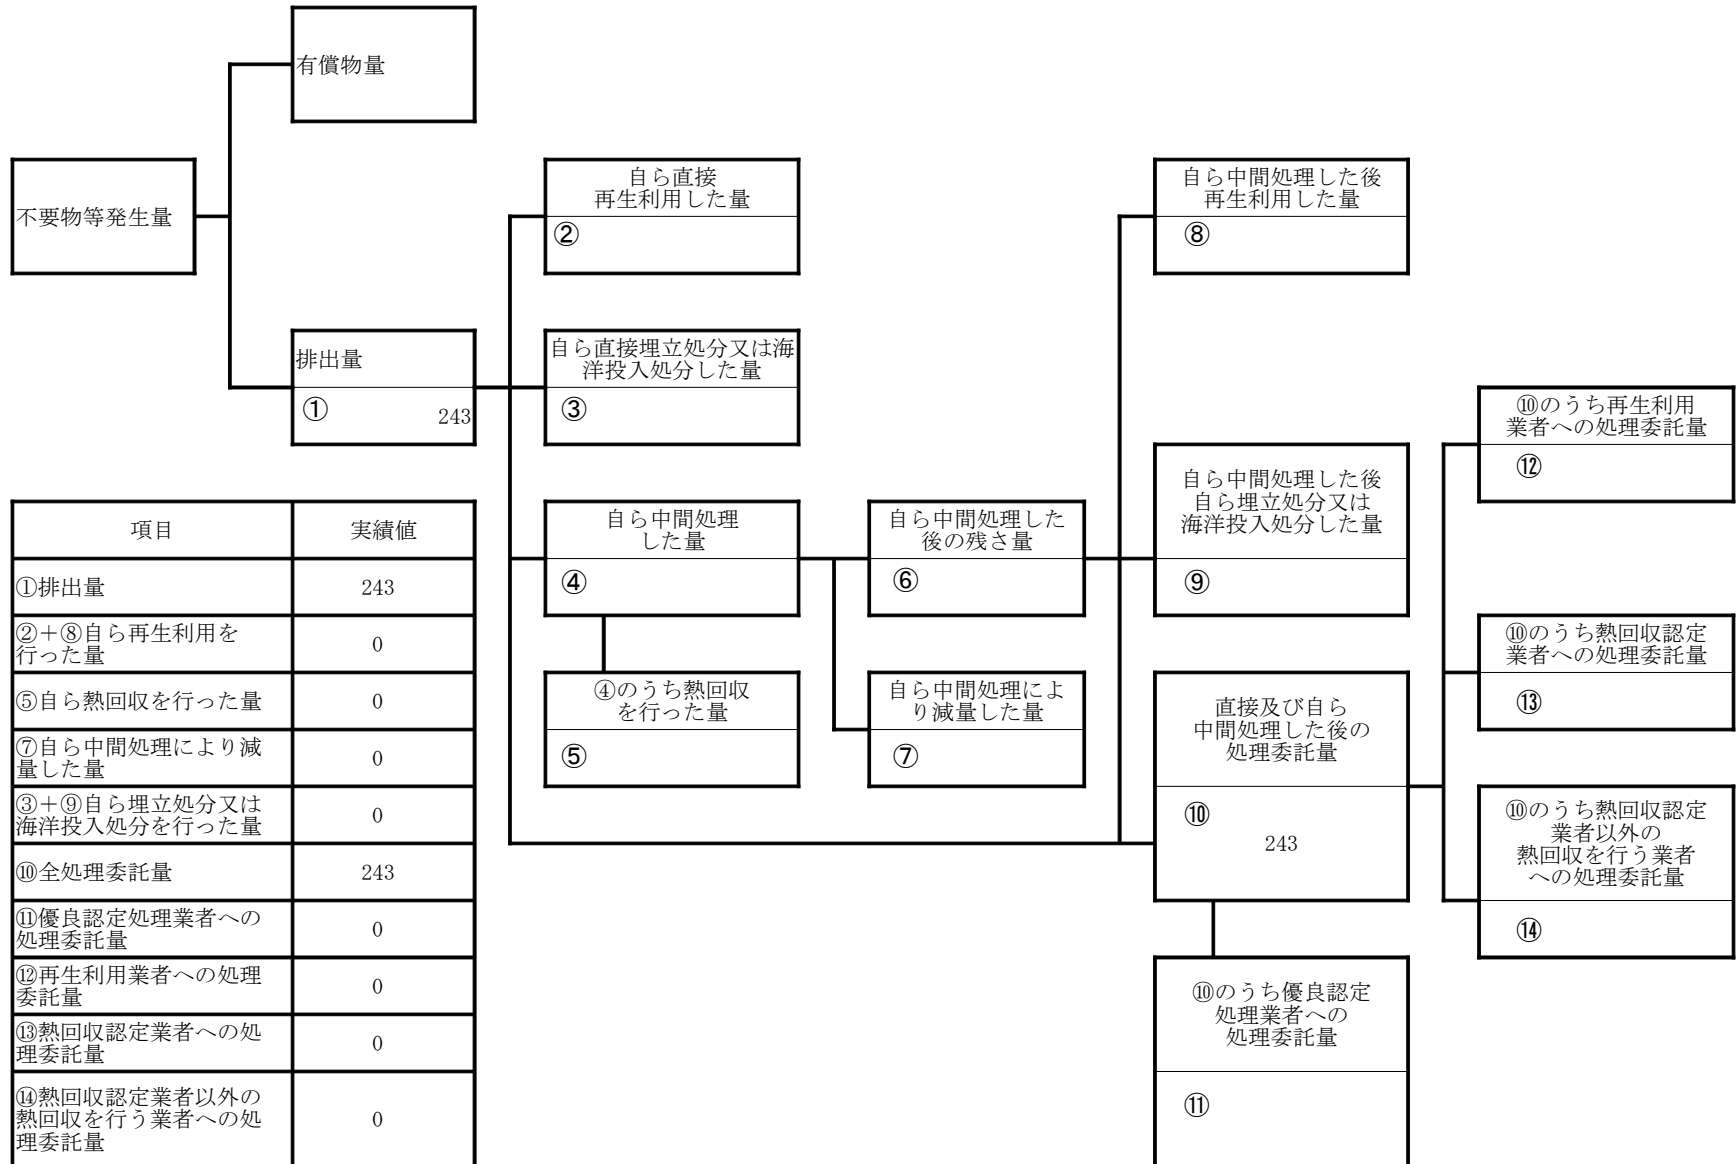 有償物量
不要物等発生量
自ら直接
再生利用した量
②
自ら中間処理した後
再生利用した量
⑧
排出量
① 243
自ら直接埋立処分又は海
洋投入処分した量
③
⑩のうち再生利用
業者への処理委託量
⑫
自ら中間処理した後
自ら埋立処分又は
海洋投入処分した量
⑨
自ら中間処理
した量
④
自ら中間処理した
後の残さ量
⑥
⑩のうち熱回収認定
業者への処理委託量
⑬
④のうち熱回収
を行った量
⑤
自ら中間処理によ
り減量した量
⑦
直接及び自ら
中間処理した後の
処理委託量
⑩
243
⑩のうち熱回収認定
業者以外の
熱回収を行う業者
への処理委託量
⑭
⑩のうち優良認定
処理業者への
処理委託量
⑪
項目 実績値
①排出量 243
②+⑧自ら再生利用を
行った量 0
⑤自ら熱回収を行った量 0
⑦自ら中間処理により減
量した量 0
③+⑨自ら埋立処分又は
海洋投入処分を行った量 0
⑩全処理委託量 243
⑪優良認定処理業者への
処理委託量 0
⑫再生利用業者への処理
委託量 0
⑬熱回収認定業者への処
理委託量 0
⑭熱回収認定業者以外の
熱回収を行う業者への処 0
理委託量